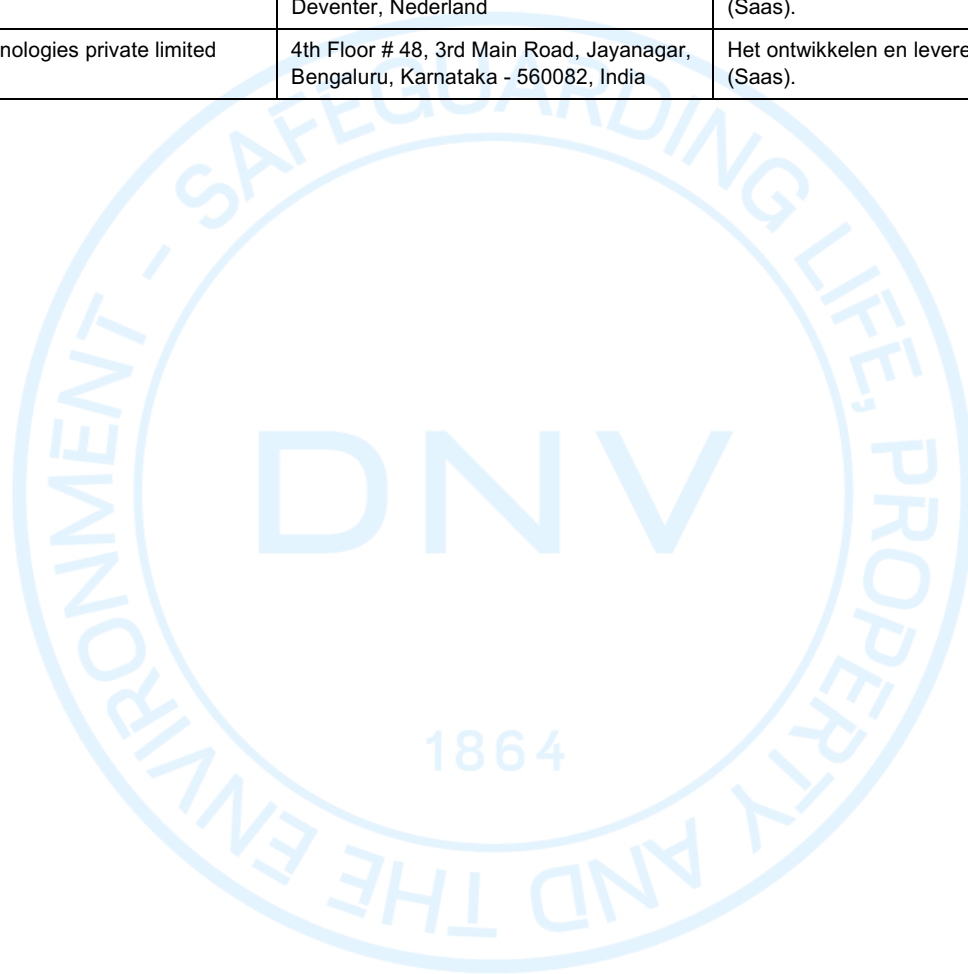 Deventer, Nederland
(Saas).
nologies private limited
4th Floor # 48, 3rd Main Road, Jayanagar,
Bengaluru, Karnataka - 560082, India
Het ontwikkelen en levere
(Saas).
SAFEGUARDING LIFE, PROPERTY AND THE ENVIRONMENT -
DNV
1864